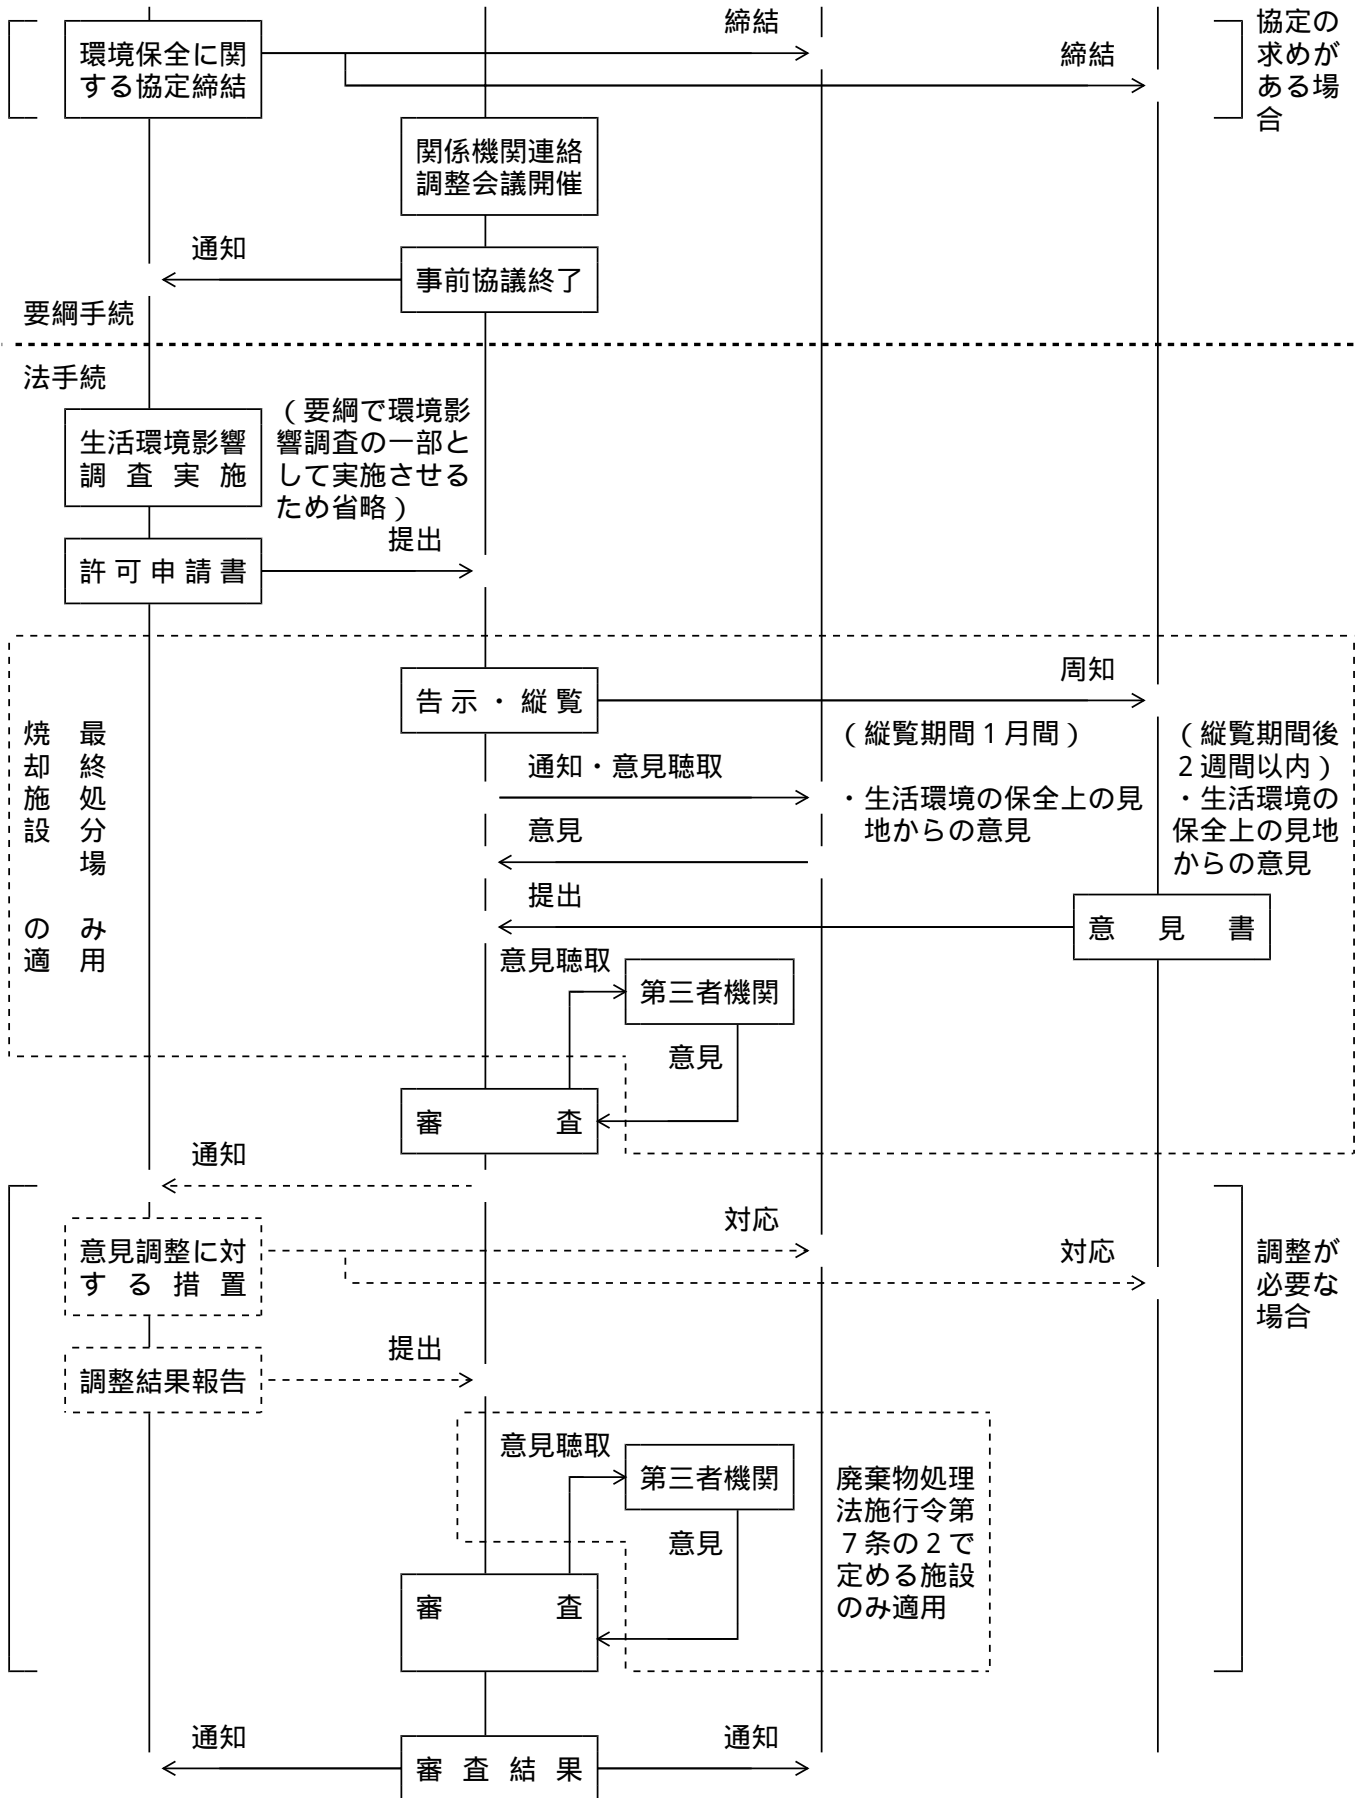 締結
協定の
求めが
ある場
合
環境保全に関
する協定締結
締結
関係機関連絡
調整会議開催
通知
事前協議終了
要綱手続
法手続
生活環境影響
調査実施
（要綱で環境影
響調査の一部と
して実施させる
ため省略）
提出
許可申請書
周知
告示・縦覧
（縦覧期間１月間）
（縦覧期間後
２週間以内）
・生活環境の
保全上の見地
からの意見
最終処分場
焼却施設
のみ
適用
通知・意見聴取
・生活環境の保全上の見
地からの意見
意見
提出
意見書
意見聴取
第三者機関
意見
審査
通知
対応
意見調整に対
する措置
対応
調整が
必要な
場合
提出
調整結果報告
意見聴取
第三者機関
意見
廃棄物処理
法施行令第
７条の２で
定める施設
のみ適用
審査
通知
通知
審査結果